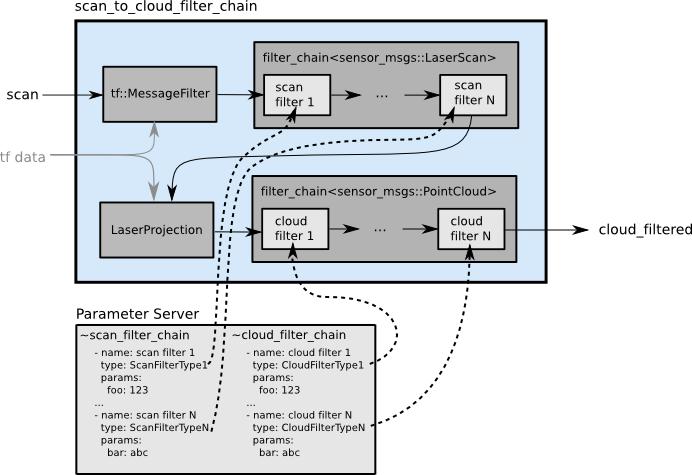 scan_to_cloud_filter_chain
filter_chain<sensor_msgs::LaserScan>
scan
tf::MessageFilter
scan
filter 1
...
scan
filter N
tf data
filter_chain<sensor_msgs::PointCloud>
LaserProjection
cloud
filter 1
...
cloud
filter N
cloud_filtered
Parameter Server
~scan_filter_chain
- name: scan filter 1
type: ScanFilterType1
params:
foo: 123
...
- name: scan filter N
type: ScanFilterTypeN
params:
bar: abc
~cloud_filter_chain
- name: cloud filter 1
type: CloudFilterType1
params:
foo: 123
...
- name: cloud filter N
type: CloudFilterTypeN
params:
bar: abc